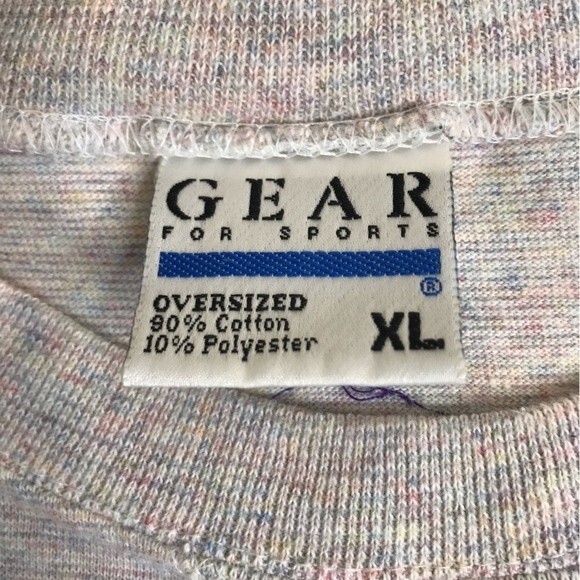 GEAR
FOR SPORTS
®
OVERSIZED
90% Cotton
10% Polyester
XL